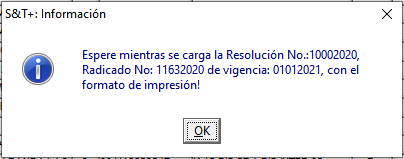 S&T+: Información
Espere mientras se carga la Resolución No.:10002020,
Radicado No: 11632020 de vigencia: 01012021, con el
formato de impresión!
OK